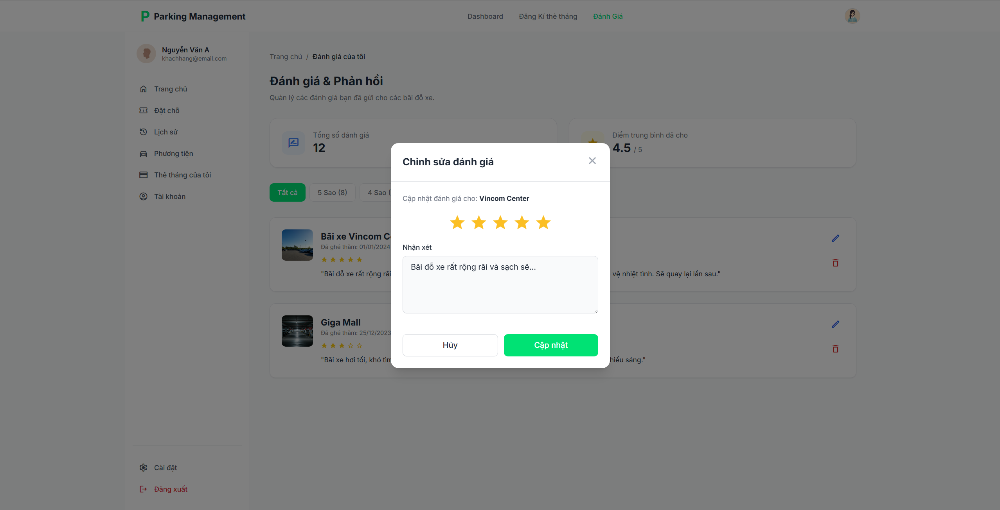 Parking Management
Dashboard
Đăng Kí thẻ tháng
Đánh Giá
Nguyễn Văn A
khachhang@email.com
Trang chủ
Đặt chỗ
Lịch sử
Phương tiện
Thẻ tháng của tôi
Tài khoản
Cài đặt
Đăng xuất
Trang chủ / Đánh giá của tôi
Đánh giá & Phản hồi
Quản lý các đánh giá bạn đã gửi cho các bãi đỗ xe.
Tổng số đánh giá
12
Điểm trung bình đã cho
4.5 / 5
Tất cả
5 Sao (8)
4 Sao (
Bãi xe Vincom C
Đã ghé thăm: 01/01/2024
"Bãi đỗ xe rất rộng rãi
vệ nhiệt tình. Sẽ quay lại lần sau."
Giga Mall
Đã ghé thăm: 25/12/2023
"Bãi xe hơi tối, khó tìm
hiếu sáng."
Chỉnh sửa đánh giá
Cập nhật đánh giá cho: Vincom Center
Nhận xét
Bãi đỗ xe rất rộng rãi và sạch sẽ...
Hủy
Cập nhật